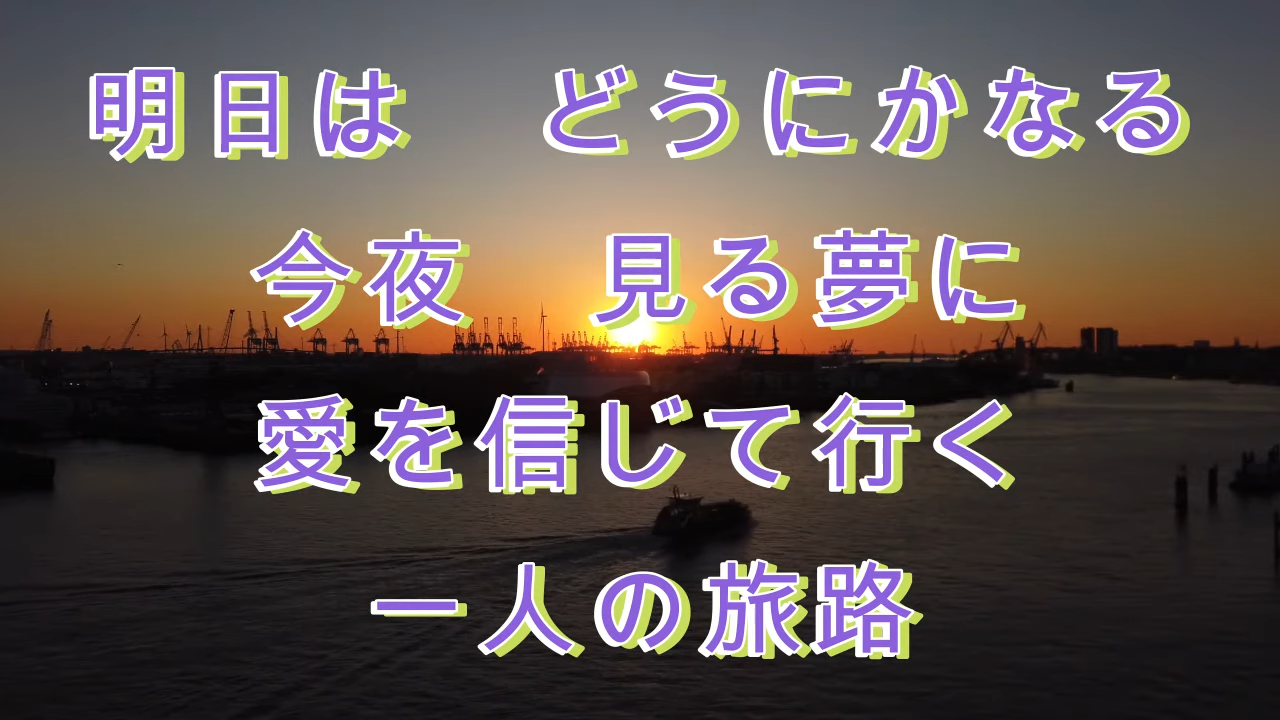 明日は　どうにかなる
今夜　見る夢に
愛を信じて行く
一人の旅路